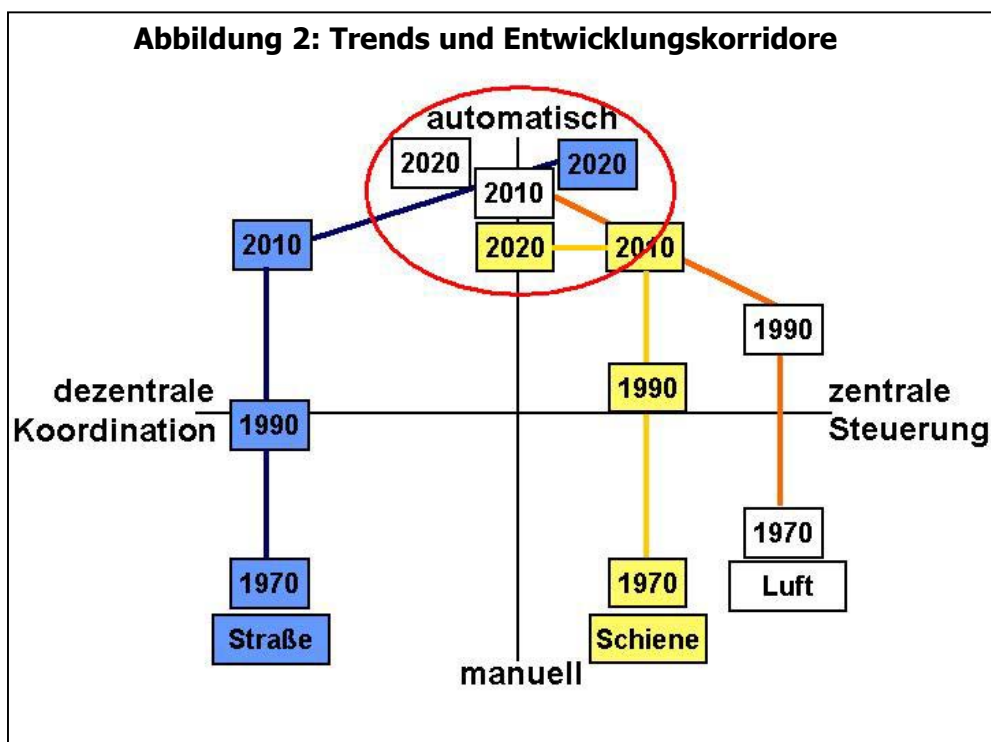 Abbildung 2: Trends und Entwicklungskorridore
automatisch
2020
2020
2010
2010
2020
2010
1990
dezentrale
Koordination
1990
1990
zentrale
Steuerung
1970
1970
1970
Luft
Straße
Schiene
manuell